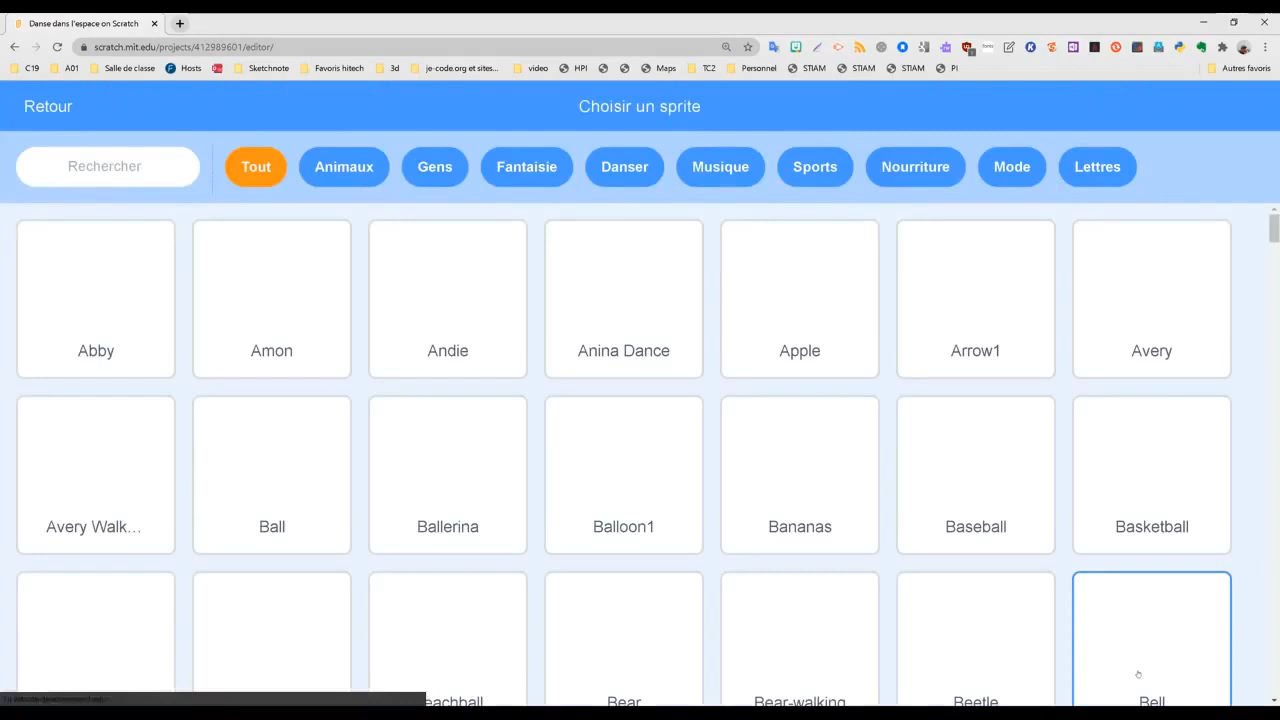 Danse dans l'espace on Scratch
scratch.mit.edu/projects/412989601/editor/
C19 A01 Salle de classe Hosts Sketchnote Favoris hitech 3d je-code.org et sites... video HPI Maps TC2 Personnel STIAM STIAM STIAM PI Autres favoris
Retour Choisir un sprite
Rechercher Tout Animaux Gens Fantaisie Danser Musique Sports Nourriture Mode Lettres
Abby Amon Andie Anina Dance Apple Arrow1 Avery
Avery Walk... Ball Ballerina Balloon1 Bananas Baseball Basketball
eachball Bear Bear-walking Beetle Bell